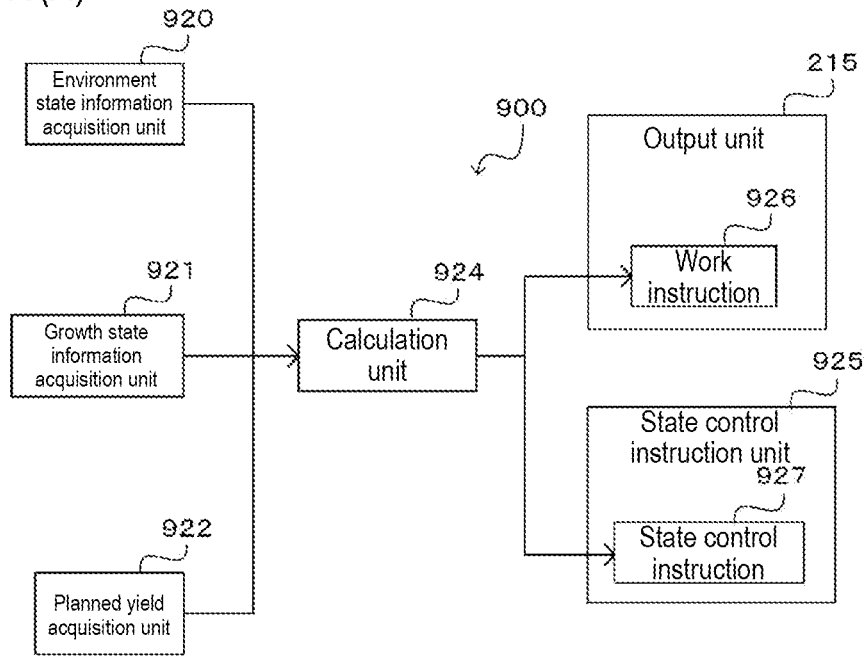 920
Environment
state information
acquisition unit
921
Growth state
information
acquisition unit
922
Planned yield
acquisition unit
924
Calculation
unit
900
215
Output unit
926
Work
instruction
925
State control
instruction unit
927
State control
instruction